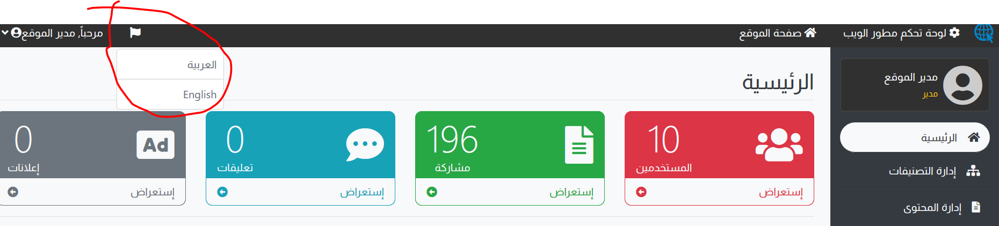 لوحة تحكم مطور الويب
صفحة الموقع
مرحباً, مدير الموقع
العربية
English
مدير الموقع
مدير
الرئيسية
إدارة التصنيفات
إدارة المحتوى
الرئيسية
10
المستخدمين
إستعراض
196
مشاركة
إستعراض
0
تعليقات
إستعراض
Ad
0
إعلانات
إستعراض